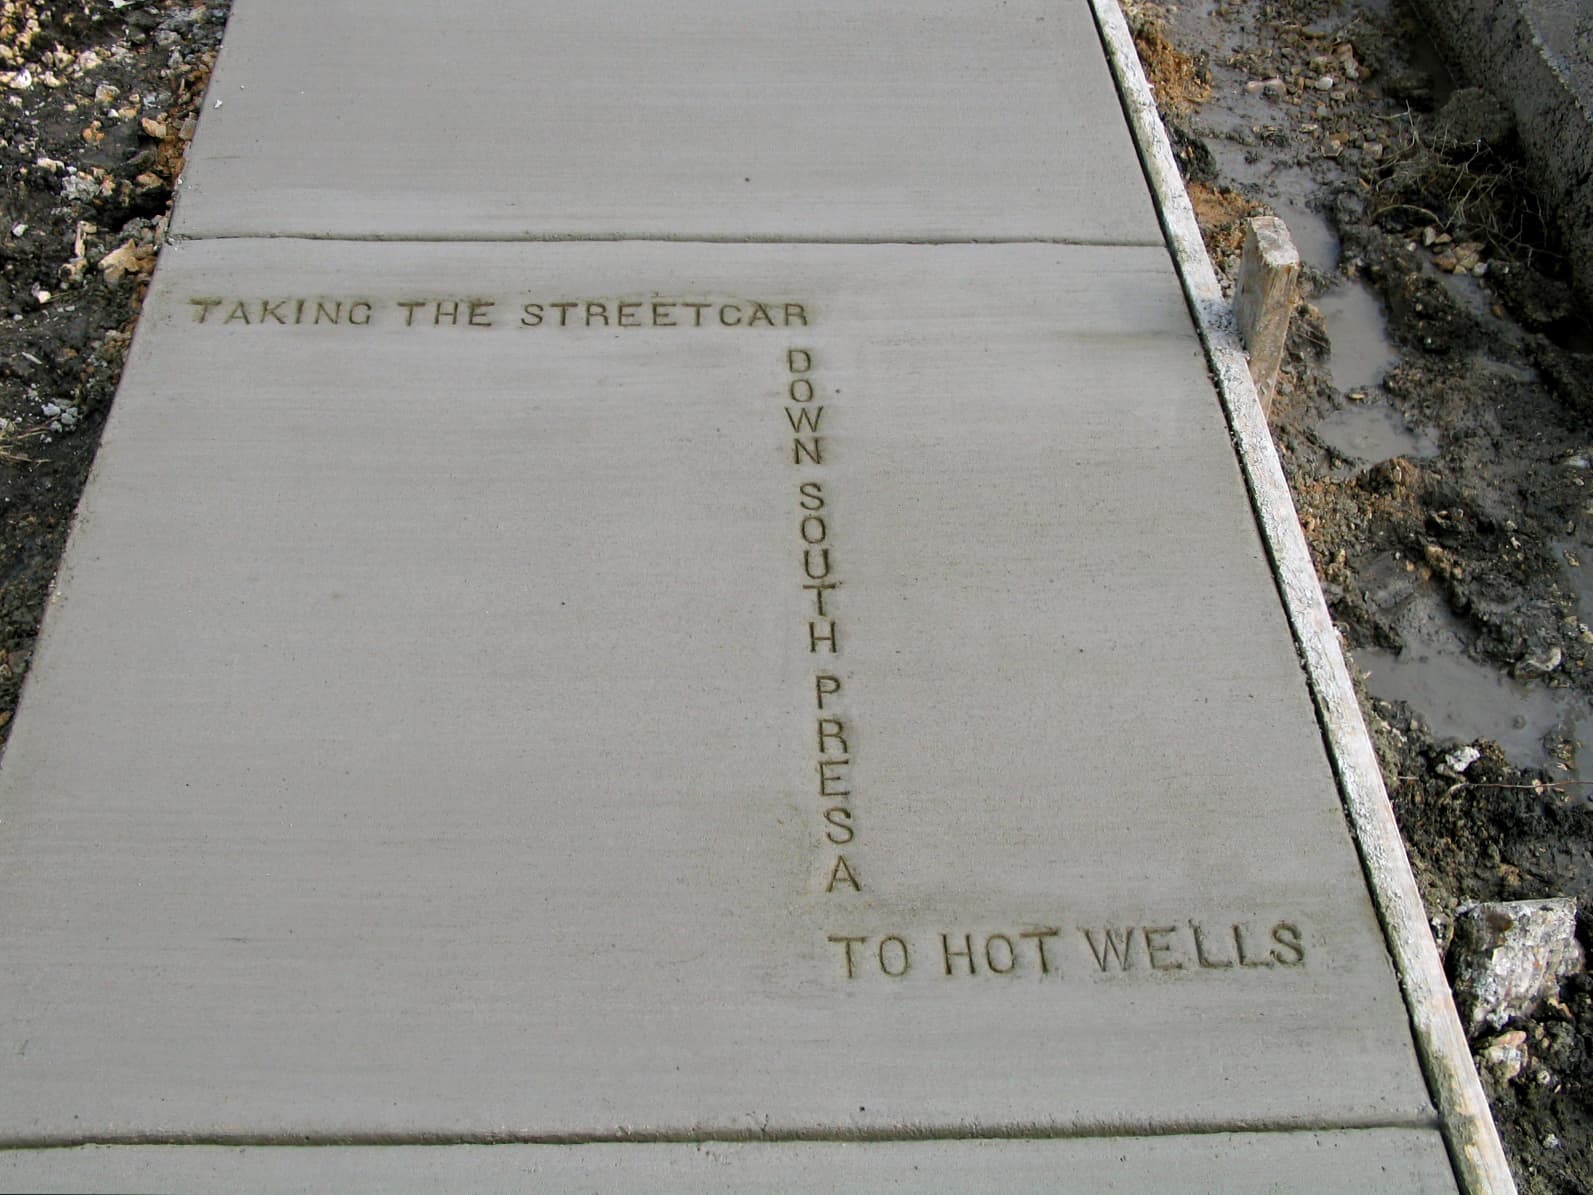 TAKING THE STREETCAR
DOWN SOUTH PRESA
TO HOT WELLS